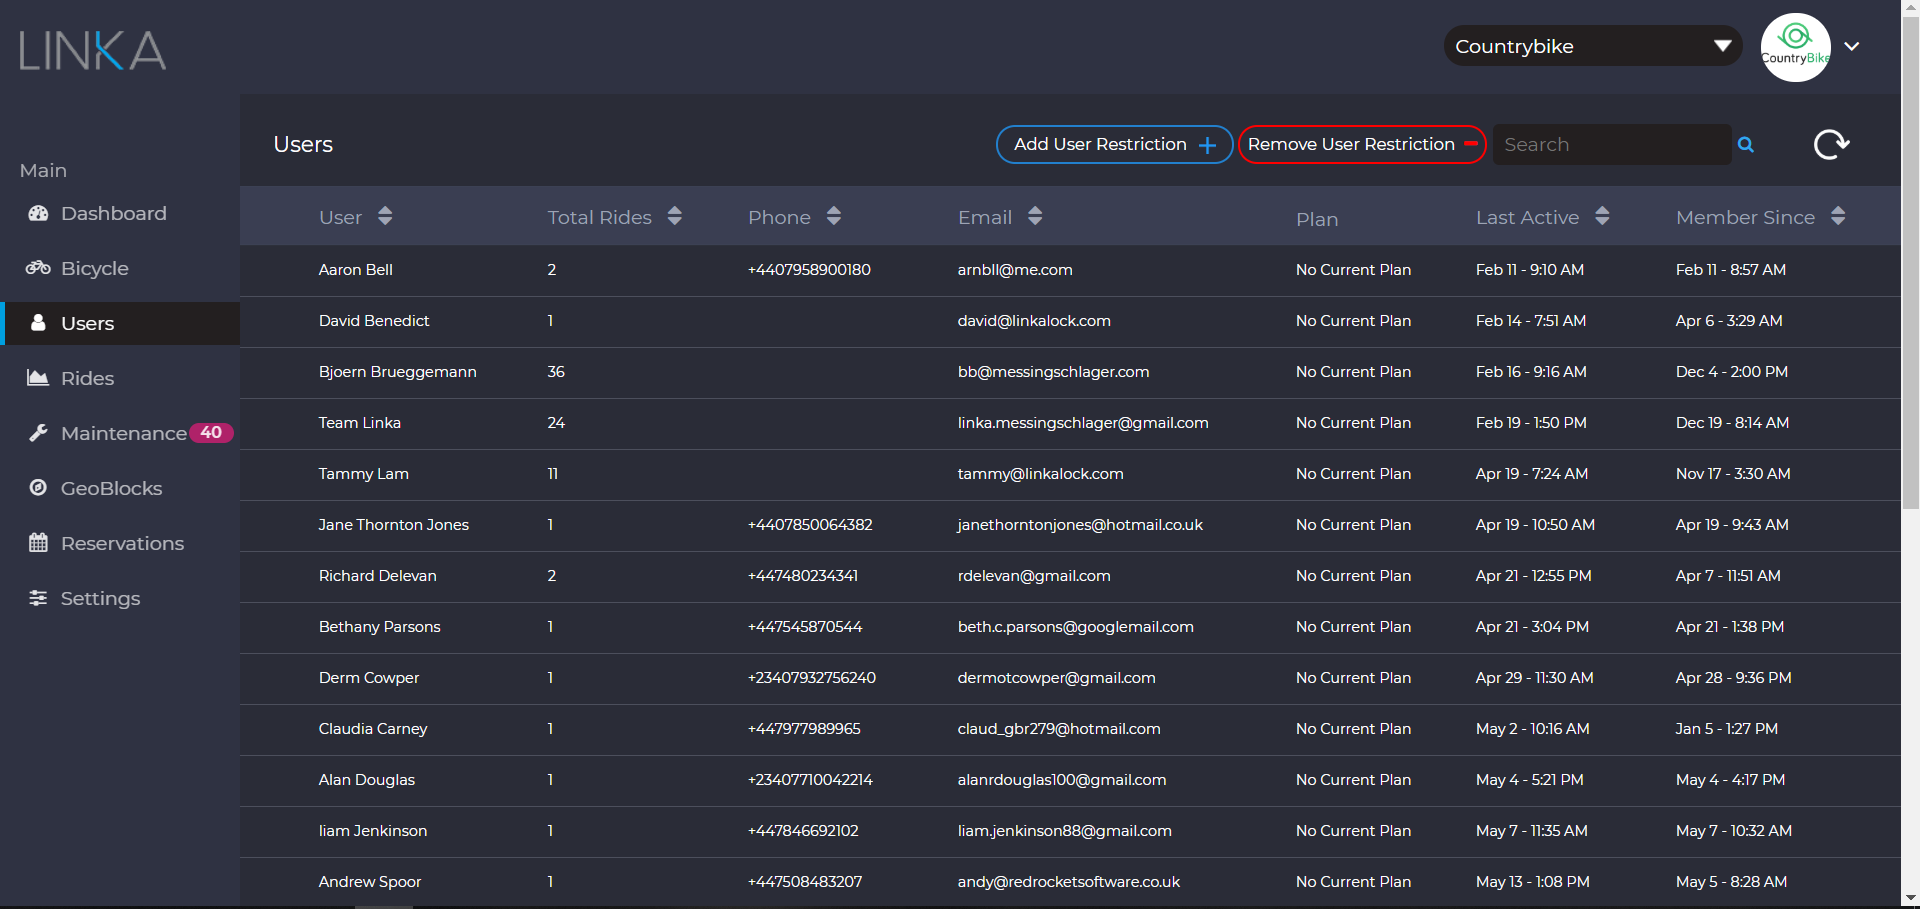 LINKA
Countrybike
CountryBike
Users
Add User Restriction +
Remove User Restriction -
Search
Main
Dashboard
Bicycle
Users
Rides
Maintenance 40
GeoBlocks
Reservations
Settings
User Total Rides Phone Email Plan Last Active Member Since
Aaron Bell 2 +4407958900180 arnbll@me.com No Current Plan Feb 11 - 9:10 AM Feb 11 - 8:57 AM
David Benedict 1 david@linkalock.com No Current Plan Feb 14 - 7:51 AM Apr 6 - 3:29 AM
Bjoern Brueggemann 36 bb@messingschlager.com No Current Plan Feb 16 - 9:16 AM Dec 4 - 2:00 PM
Team Linka 24 linka.messingschlager@gmail.com No Current Plan Feb 19 - 1:50 PM Dec 19 - 8:14 AM
Tammy Lam 11 tammy@linkalock.com No Current Plan Apr 19 - 7:24 AM Nov 17 - 3:30 AM
Jane Thornton Jones 1 +4407850064382 janethorntonjones@hotmail.co.uk No Current Plan Apr 19 - 10:50 AM Apr 19 - 9:43 AM
Richard Delevan 2 +447480234341 rdelevan@gmail.com No Current Plan Apr 21 - 12:55 PM Apr 7 - 11:51 AM
Bethany Parsons 1 +447545870544 beth.c.parsons@googlemail.com No Current Plan Apr 21 - 3:04 PM Apr 21 - 1:38 PM
Derm Cowper 1 +23407932756240 dermotcowper@gmail.com No Current Plan Apr 29 - 11:30 AM Apr 28 - 9:36 PM
Claudia Carney 1 +447977989965 claud_gbr279@hotmail.com No Current Plan May 2 - 10:16 AM Jan 5 - 1:27 PM
Alan Douglas 1 +23407710042214 alanrdouglas100@gmail.com No Current Plan May 4 - 5:21 PM May 4 - 4:17 PM
liam Jenkinson 1 +447846692102 liam.jenkinson88@gmail.com No Current Plan May 7 - 11:35 AM May 7 - 10:32 AM
Andrew Spoor 1 +447508483207 andy@redrocketsoftware.co.uk No Current Plan May 13 - 1:08 PM May 5 - 8:28 AM